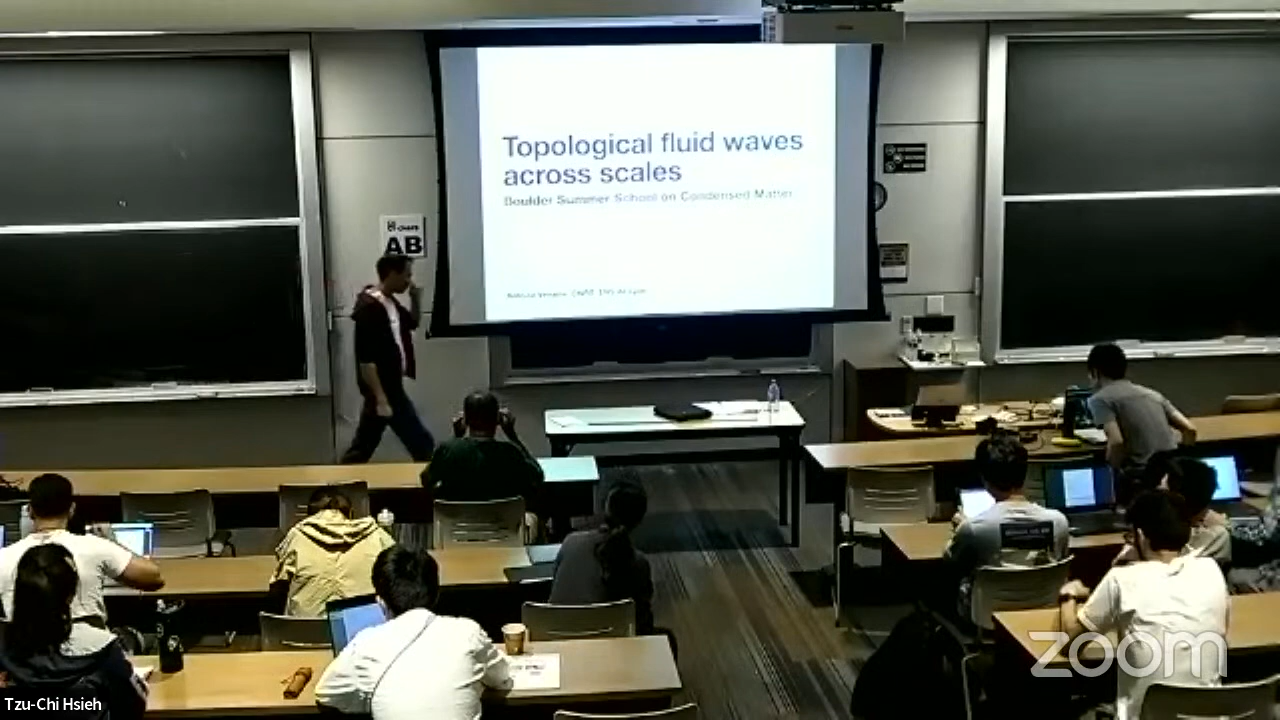 Topological fluid waves
across scales
Boulder Summer School on Condensed Matter
AB
zoom
Tzu-Chi Hsieh